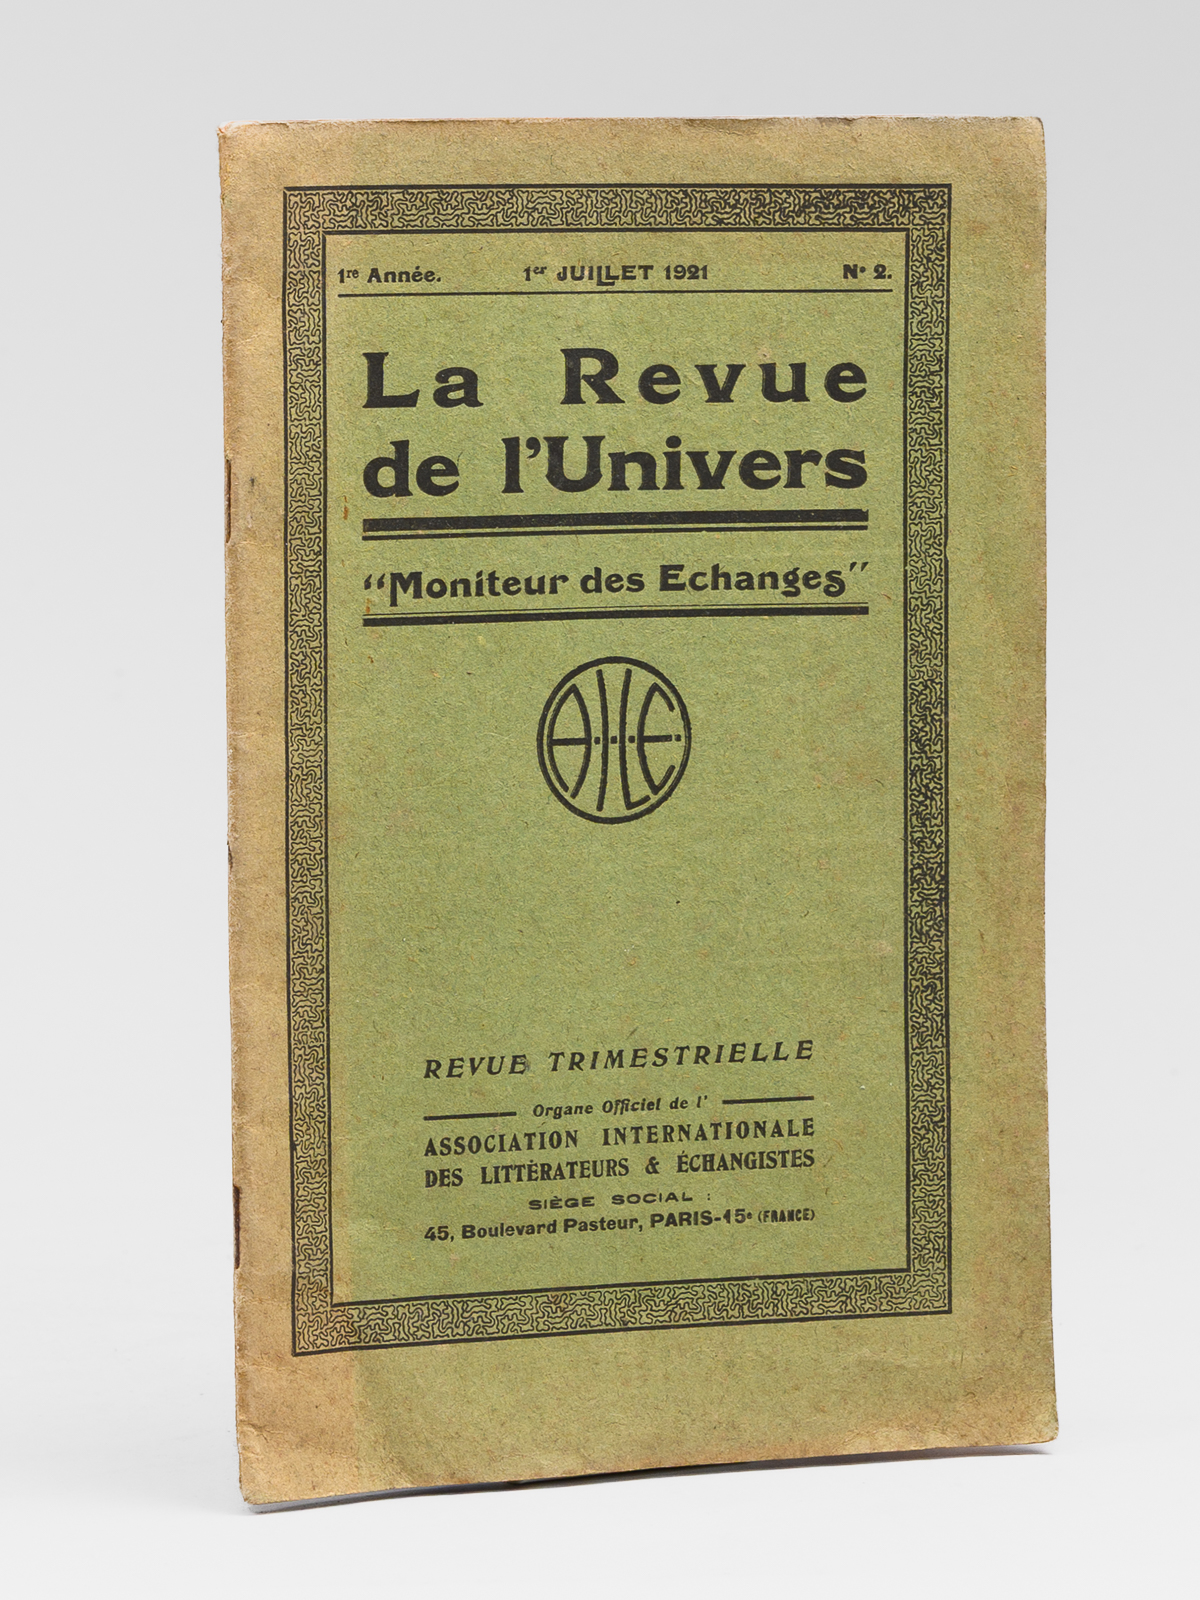 1re Année. 1er JUILLET 1921 No 2.
La Revue
de l'Univers
“Moniteur des Echanges”
A.I.L.E.
REVUE TRIMESTRIELLE
Organe Officiel de l'
ASSOCIATION INTERNATIONALE
DES LITTÉRATEURS & ÉCHANGISTES
SIÈGE SOCIAL :
45, Boulevard Pasteur, PARIS-15e (FRANCE)